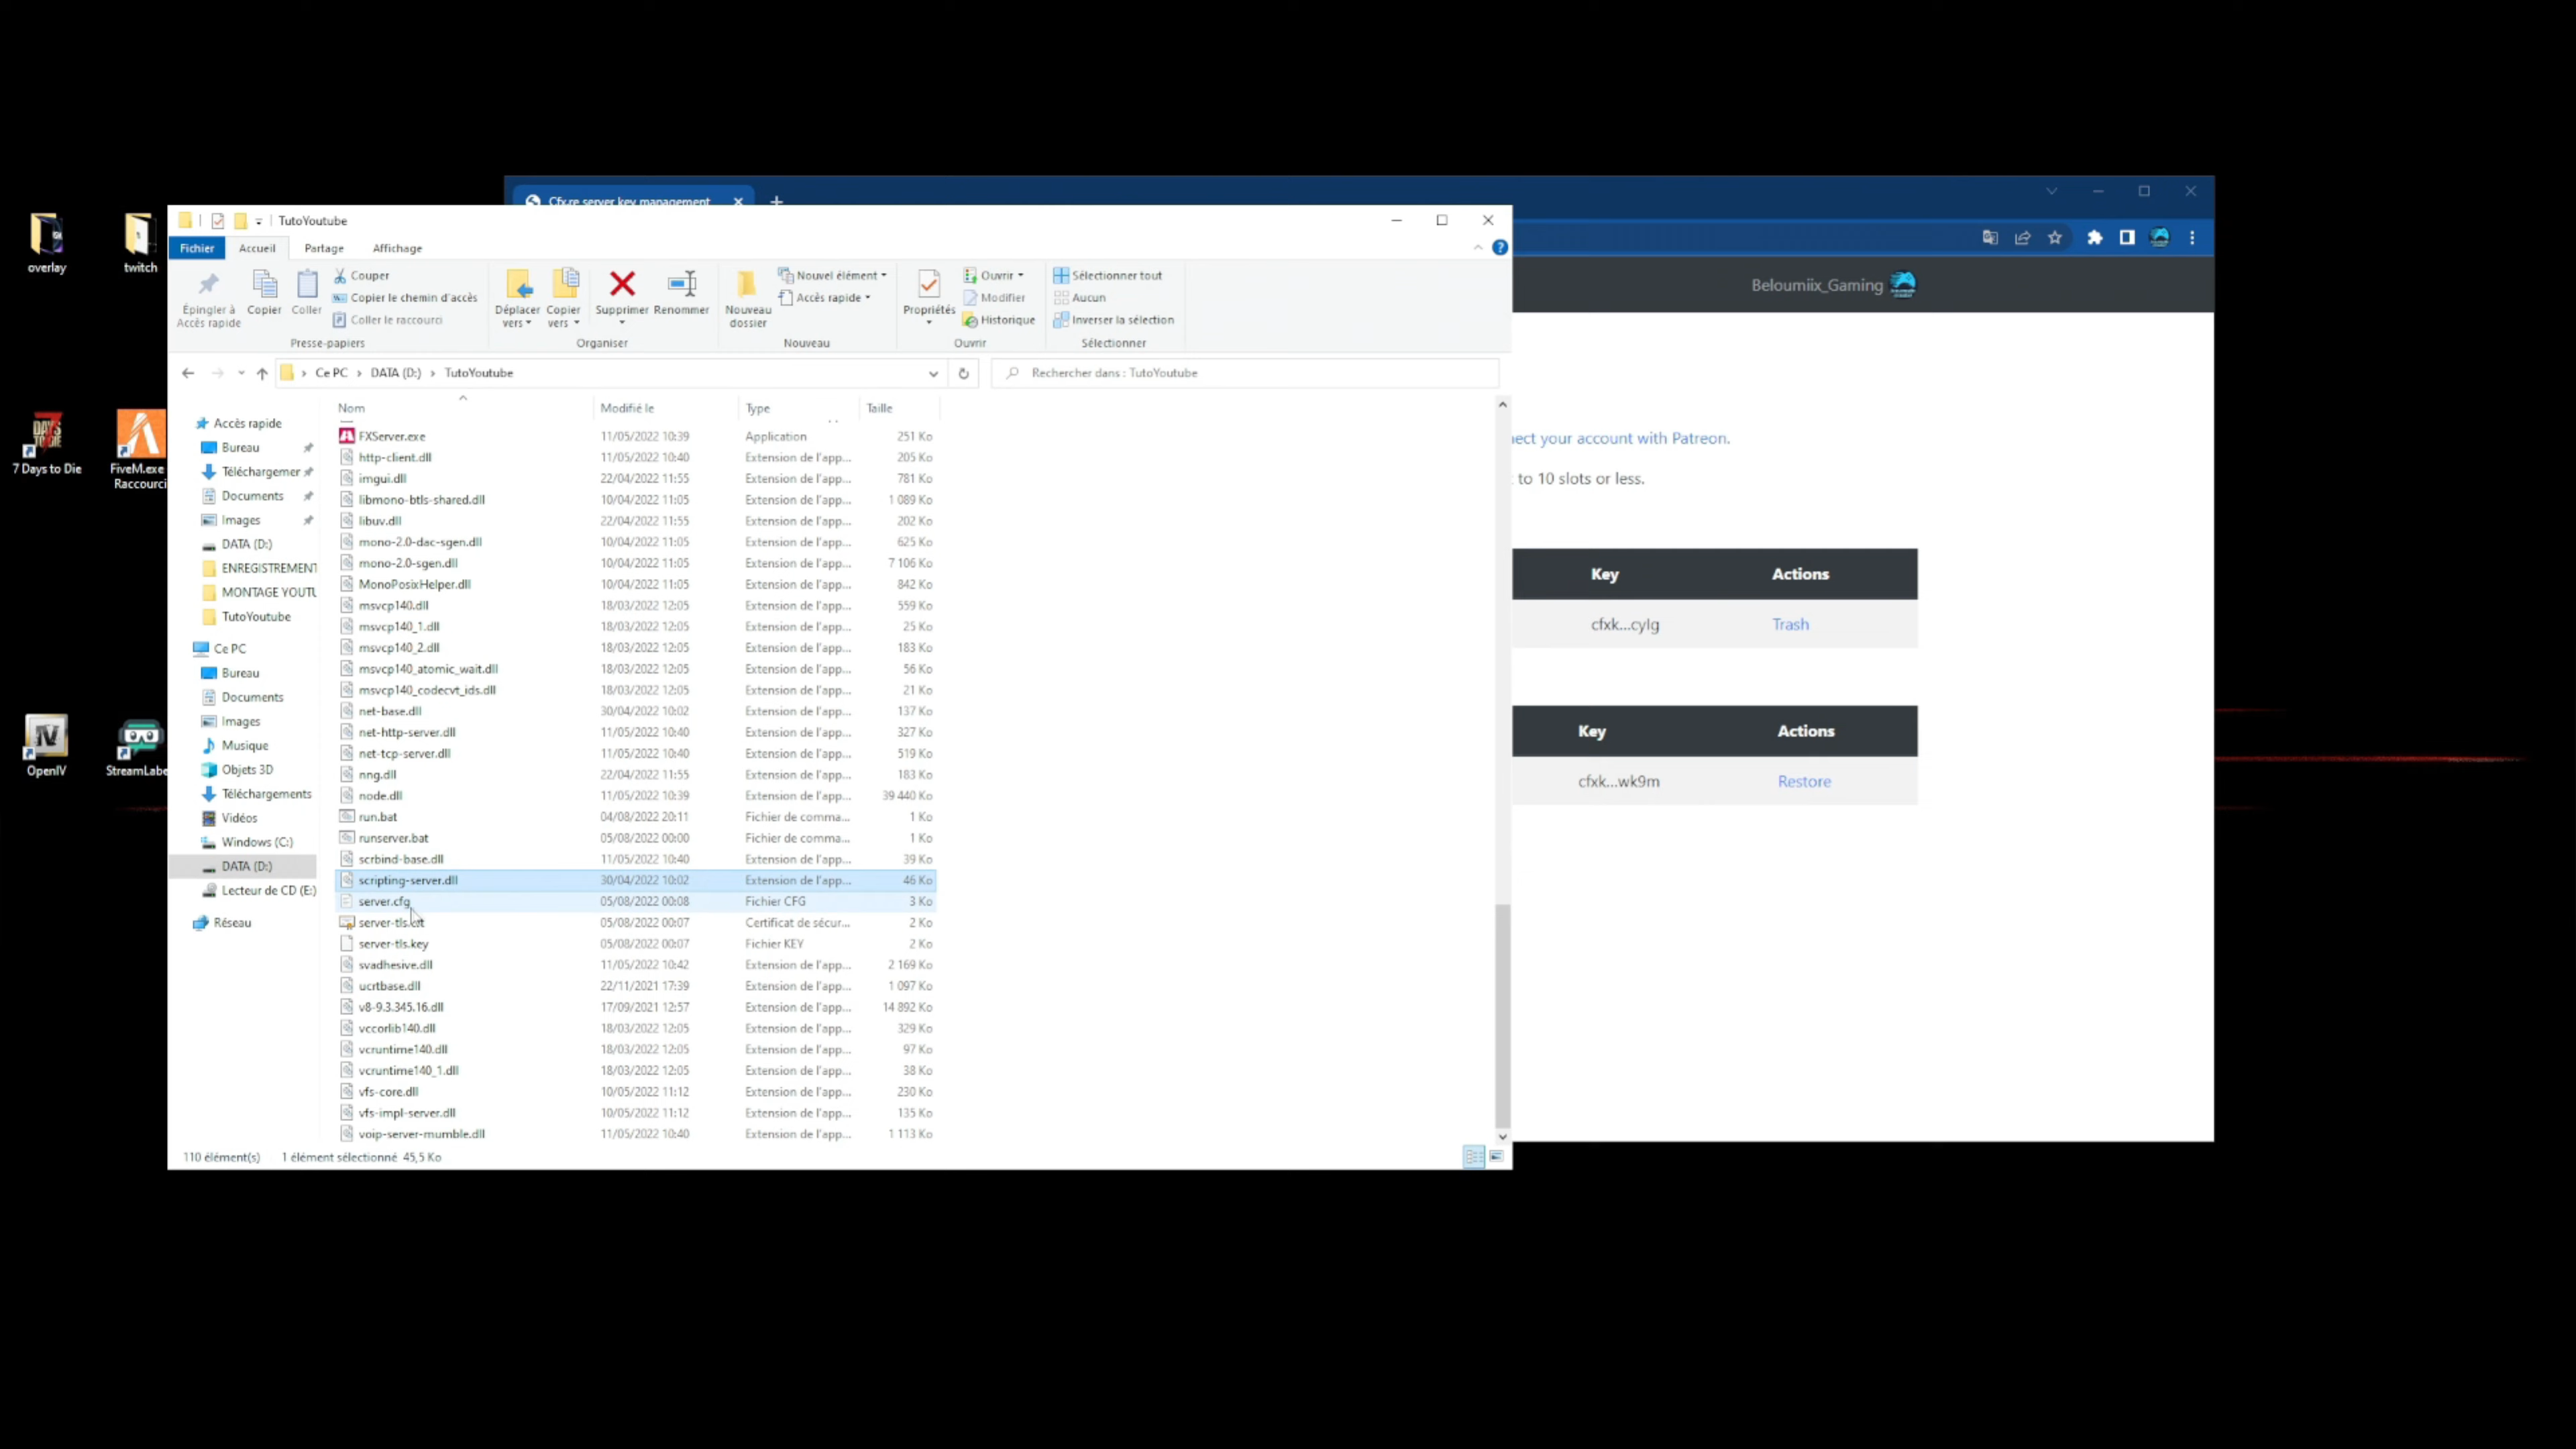 overlay
twitch
7 Days to Die
FiveM.exe
Raccourci
OpenIV
StreamLabe
Cfx.re server key management
TutoYoutube
Fichier
Accueil
Partage
Affichage
Épingler à
Accès rapide
Copier
Coller
Couper
Copier le chemin d'accès
Coller le raccourci
Presse-papiers
Déplacer
vers
Copier
vers
Supprimer
Renommer
Organiser
Nouveau
dossier
Nouvel élément
Accès rapide
Nouveau
Propriétés
Ouvrir
Modifier
Historique
Ouvrir
Sélectionner tout
Aucun
Inverser la sélection
Sélectionner
Ce PC › DATA (D:) › TutoYoutube
Rechercher dans : TutoYoutube
Accès rapide
Bureau
Téléchargemer
Documents
Images
DATA (D:)
ENREGISTREMENT
MONTAGE YOUTU
TutoYoutube
Ce PC
Bureau
Documents
Images
Musique
Objets 3D
Téléchargements
Vidéos
Windows (C:)
DATA (D:)
Lecteur de CD (E:)
Réseau
Nom Modifié le Type Taille
FXServer.exe 11/05/2022 10:39 Application 251 Ko
http-client.dll 11/05/2022 10:40 Extension de l'app... 205 Ko
imgui.dll 22/04/2022 11:55 Extension de l'app... 781 Ko
libmono-btls-shared.dll 10/04/2022 11:05 Extension de l'app... 1 089 Ko
libuv.dll 22/04/2022 11:55 Extension de l'app... 202 Ko
mono-2.0-dac-sgen.dll 10/04/2022 11:05 Extension de l'app... 625 Ko
mono-2.0-sgen.dll 10/04/2022 11:05 Extension de l'app... 7 106 Ko
MonoPosixHelper.dll 10/04/2022 11:05 Extension de l'app... 842 Ko
msvcp140.dll 18/03/2022 12:05 Extension de l'app... 559 Ko
msvcp140_1.dll 18/03/2022 12:05 Extension de l'app... 25 Ko
msvcp140_2.dll 18/03/2022 12:05 Extension de l'app... 183 Ko
msvcp140_atomic_wait.dll 18/03/2022 12:05 Extension de l'app... 56 Ko
msvcp140_codecvt_ids.dll 18/03/2022 12:05 Extension de l'app... 21 Ko
net-base.dll 30/04/2022 10:02 Extension de l'app... 137 Ko
net-http-server.dll 11/05/2022 10:40 Extension de l'app... 327 Ko
net-tcp-server.dll 11/05/2022 10:40 Extension de l'app... 519 Ko
nng.dll 22/04/2022 11:55 Extension de l'app... 183 Ko
node.dll 11/05/2022 10:39 Extension de l'app... 39 440 Ko
run.bat 04/08/2022 20:11 Fichier de comma... 1 Ko
runserver.bat 05/08/2022 00:00 Fichier de comma... 1 Ko
scrbind-base.dll 11/05/2022 10:40 Extension de l'app... 39 Ko
scripting-server.dll 30/04/2022 10:02 Extension de l'app... 46 Ko
server.cfg 05/08/2022 00:08 Fichier CFG 3 Ko
server-tls.crt 05/08/2022 00:07 Certificat de sécur... 2 Ko
server-tls.key 05/08/2022 00:07 Fichier KEY 2 Ko
svadhesive.dll 11/05/2022 10:42 Extension de l'app... 2 169 Ko
ucrtbase.dll 22/11/2021 17:39 Extension de l'app... 1 097 Ko
v8-9.3.345.16.dll 17/09/2021 12:57 Extension de l'app... 14 892 Ko
vccorlib140.dll 18/03/2022 12:05 Extension de l'app... 329 Ko
vcruntime140.dll 18/03/2022 12:05 Extension de l'app... 97 Ko
vcruntime140_1.dll 18/03/2022 12:05 Extension de l'app... 38 Ko
vfs-core.dll 10/05/2022 11:12 Extension de l'app... 230 Ko
vfs-impl-server.dll 10/05/2022 11:12 Extension de l'app... 135 Ko
voip-server-mumble.dll 11/05/2022 10:40 Extension de l'app... 1 113 Ko
110 élément(s) 1 élément sélectionné 45,5 Ko
Beloumiix_Gaming
nect your account with Patreon.
to 10 slots or less.
Key Actions
cfxk...cylg Trash
Key Actions
cfxk...wk9m Restore